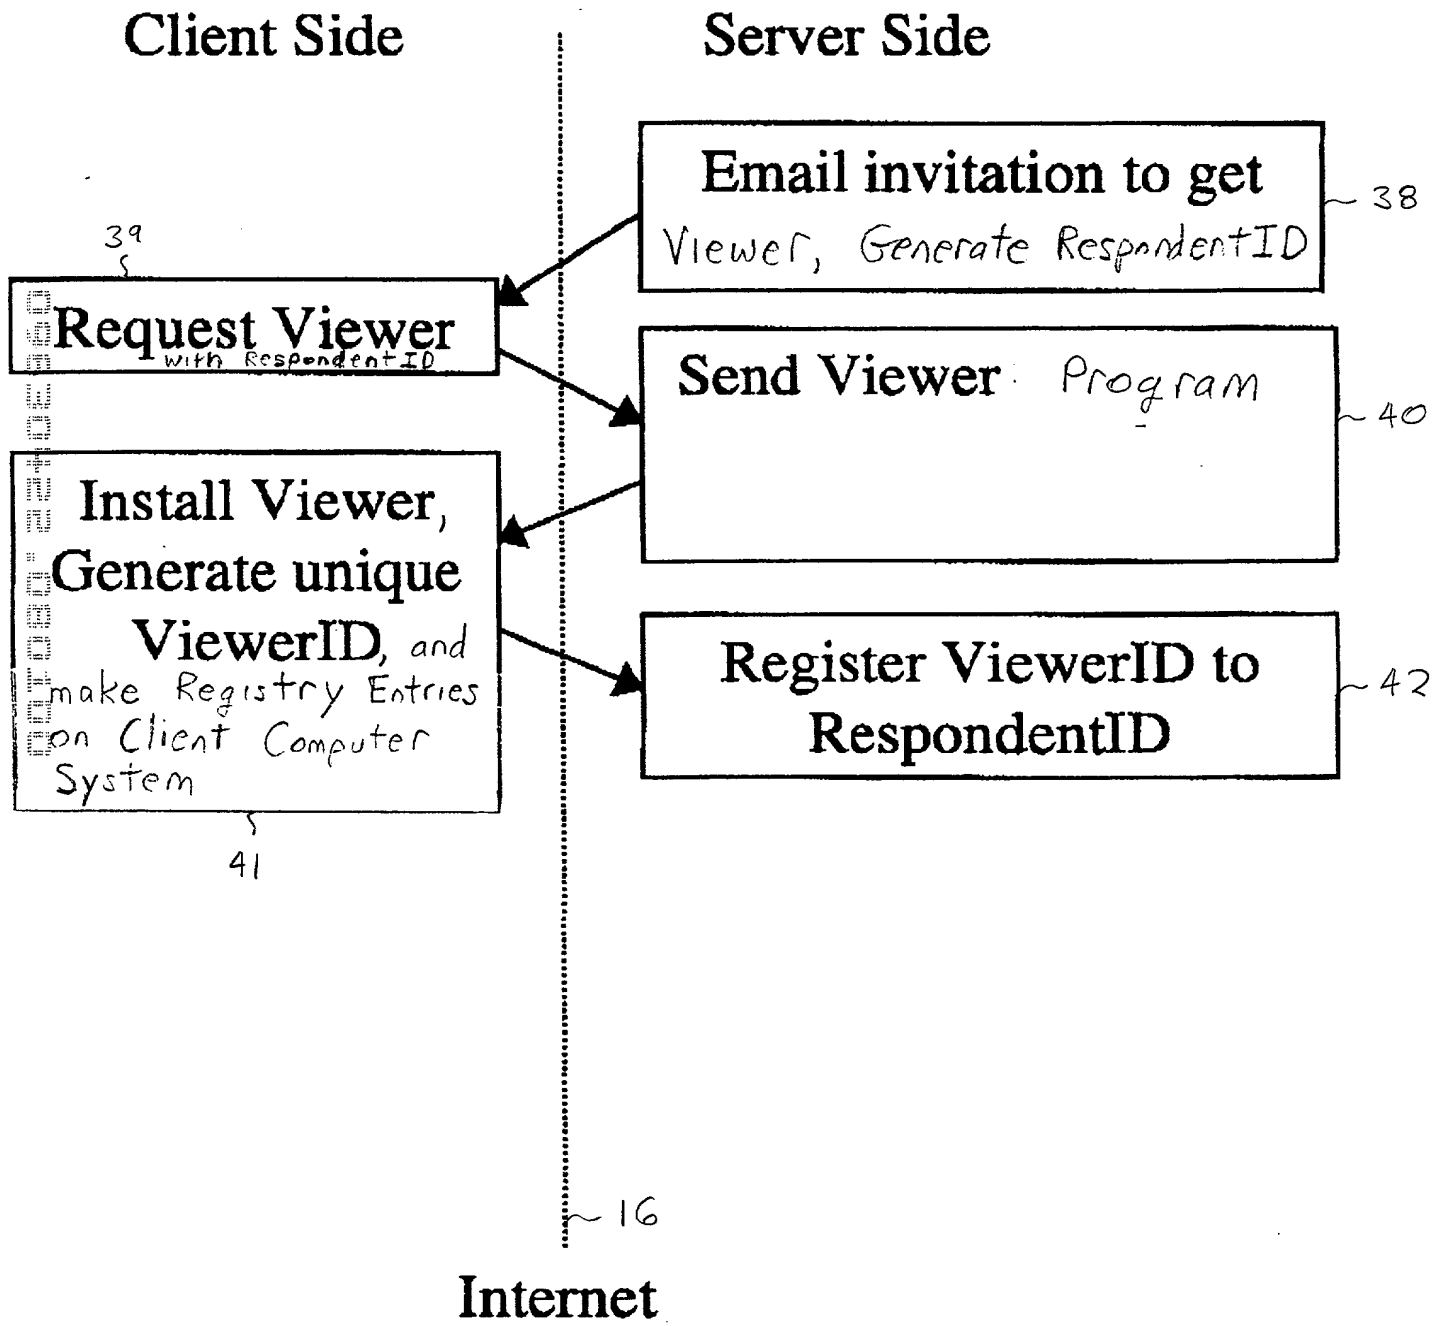 Client Side
Server Side
Email invitation to get
Viewer, Generate RespondentID
38
39
Request Viewer
with RespondentID
Send Viewer Program
40
Install Viewer,
Generate unique
ViewerID, and
make Registry Entries
on Client Computer
System
41
Register ViewerID to
RespondentID
42
16
Internet